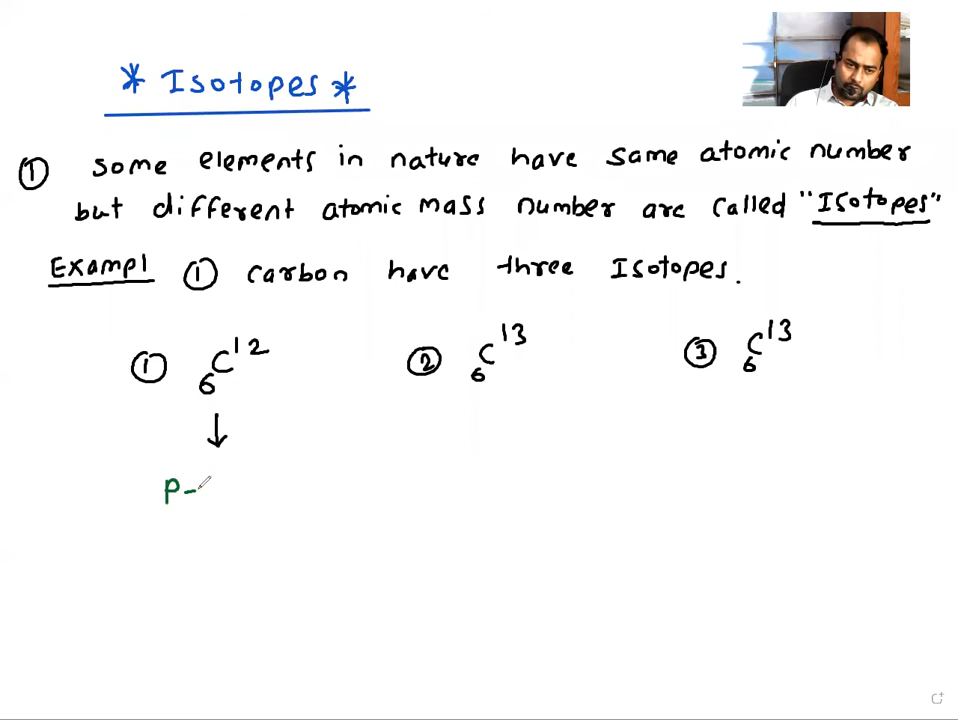 * Isotopes *
① some elements in nature have same atomic number
but different atomic mass number are called "Isotopes"
Exampl ① carbon have three Isotopes.
① ₆C¹² ② ₆C¹³ ③ ₆C¹³
↓
P-